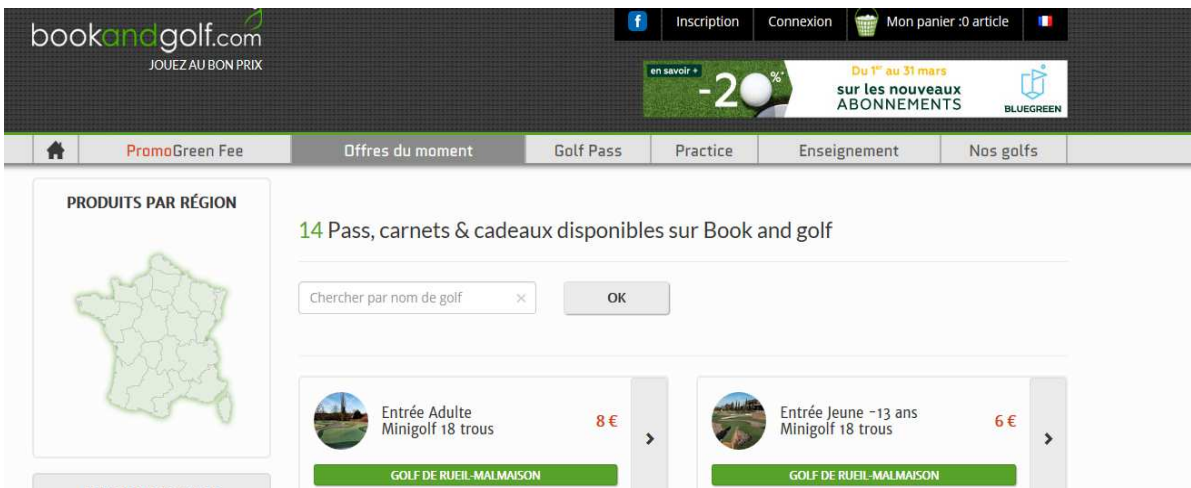 bookandgolf.com
JOUEZ AU BON PRIX
f
Inscription
Connexion
Mon panier :0 article
en savoir +
-20%*
Du 1er au 31 mars
sur les nouveaux
ABONNEMENTS
BLUEGREEN
PromoGreen Fee
Offres du moment
Golf Pass
Practice
Enseignement
Nos golfs
PRODUITS PAR RÉGION
14 Pass, carnets & cadeaux disponibles sur Book and golf
Chercher par nom de golf ×
OK
Entrée Adulte
Minigolf 18 trous
8 €
GOLF DE RUEIL-MALMAISON
Entrée Jeune -13 ans
Minigolf 18 trous
6 €
GOLF DE RUEIL-MALMAISON